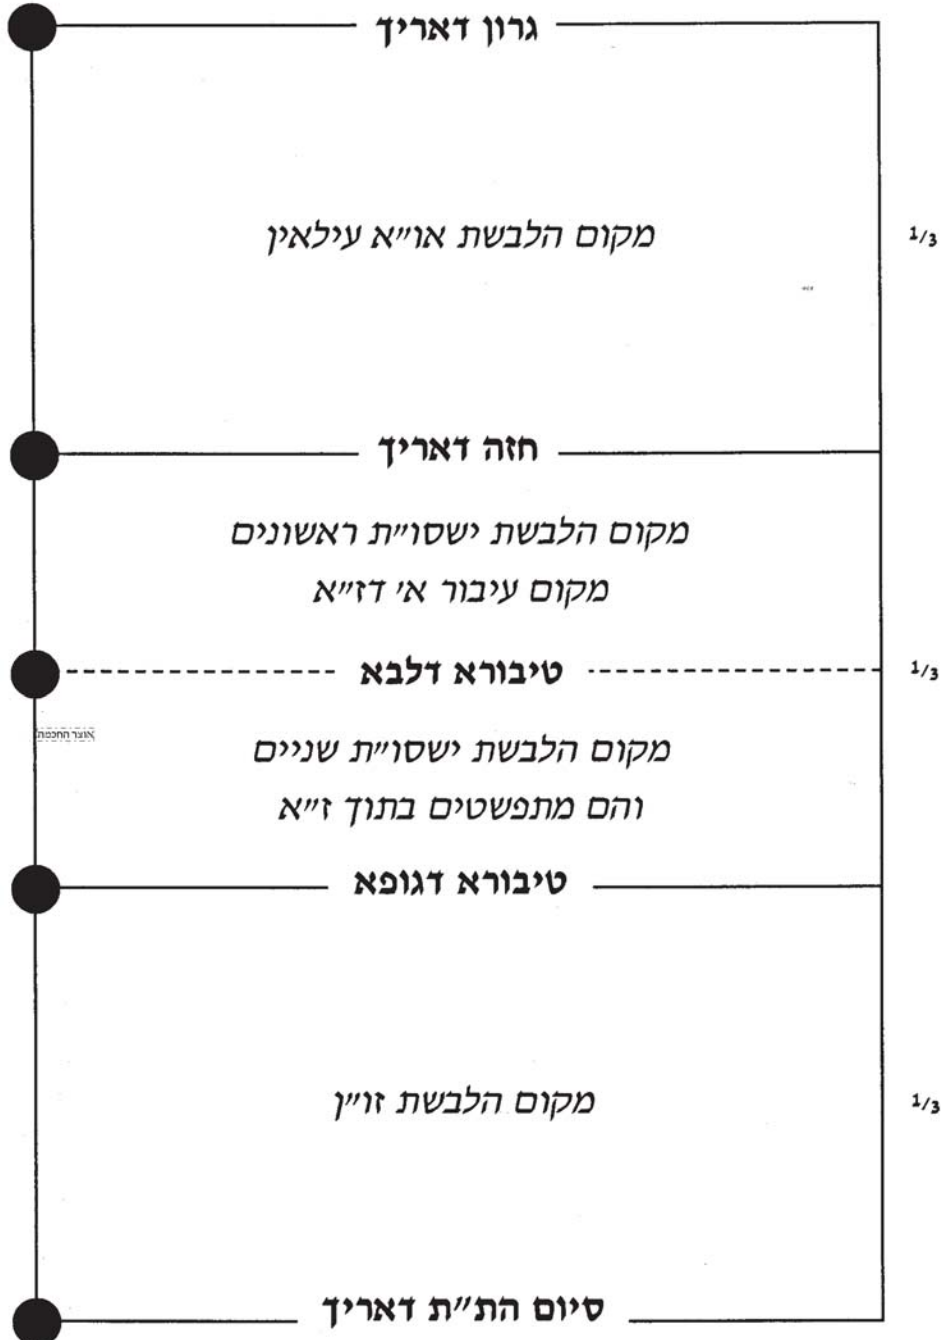 גרון דאריך
מקום הלבשת או״א עילאין
1/3
חזה דאריך
מקום הלבשת ישסו״ת ראשונים
מקום עיבור א׳ דז״א
טיבורא דלבא
1/3
אוצר החכמה
מקום הלבשת ישסו״ת שניים
והם מתפשטים בתוך ז״א
טיבורא דגופא
מקום הלבשת זו״ן
1/3
סיום הת״ת דאריך